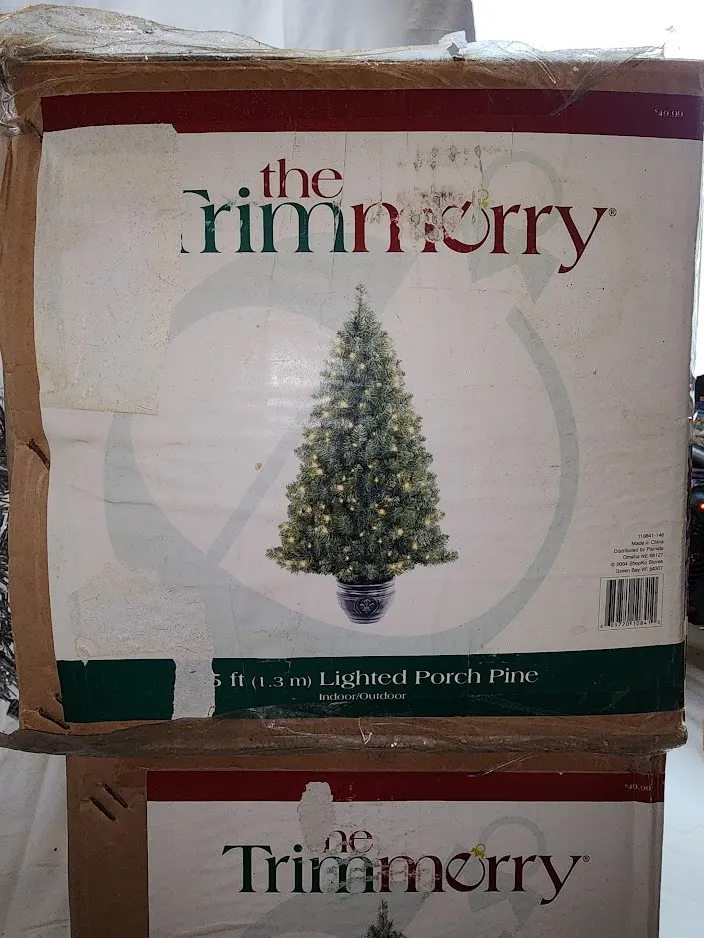 $49.99
the
Trimmerry®
5 ft (1.3 m) Lighted Porch Pine
Indoor/Outdoor
110841-146
Made in China
Distributed by Pamida
Omaha NE 68127
© 2004 ShopKo Stores
Green Bay WI 54307
$49.99
he
Trimmerry®